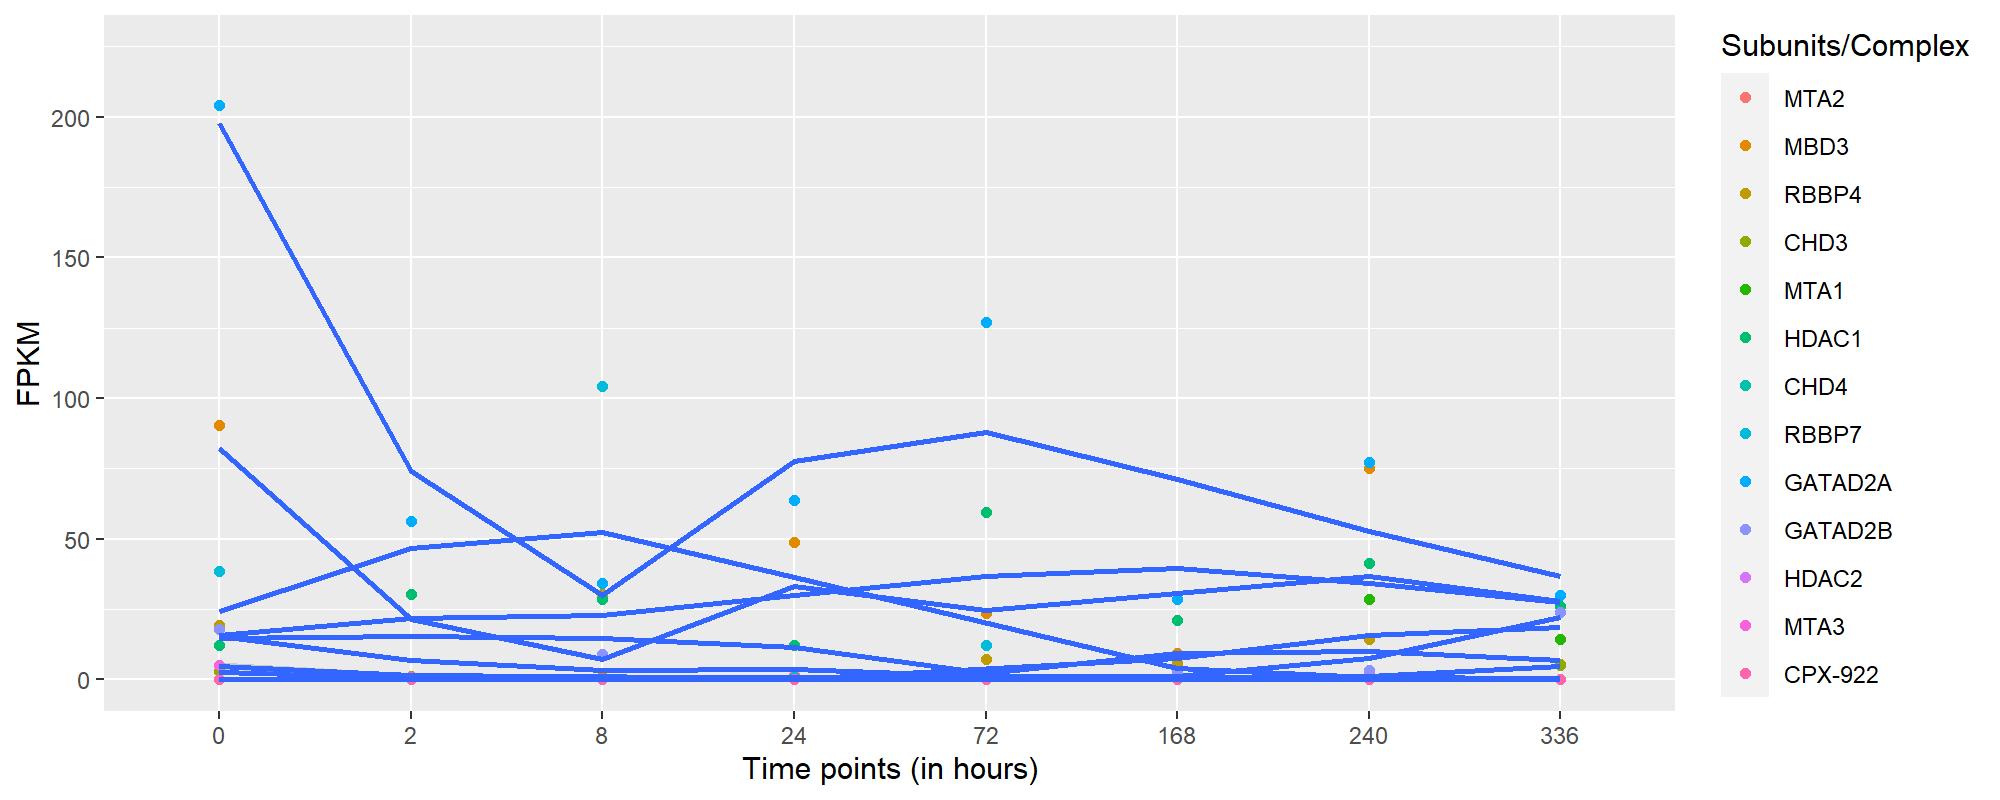 Subunits/Complex
MTA2
MBD3
RBBP4
CHD3
MTA1
HDAC1
CHD4
RBBP7
GATAD2A
GATAD2B
HDAC2
MTA3
CPX-922
FPKM
200
150
100
50
0
0 2 8 24 72 168 240 336
Time points (in hours)